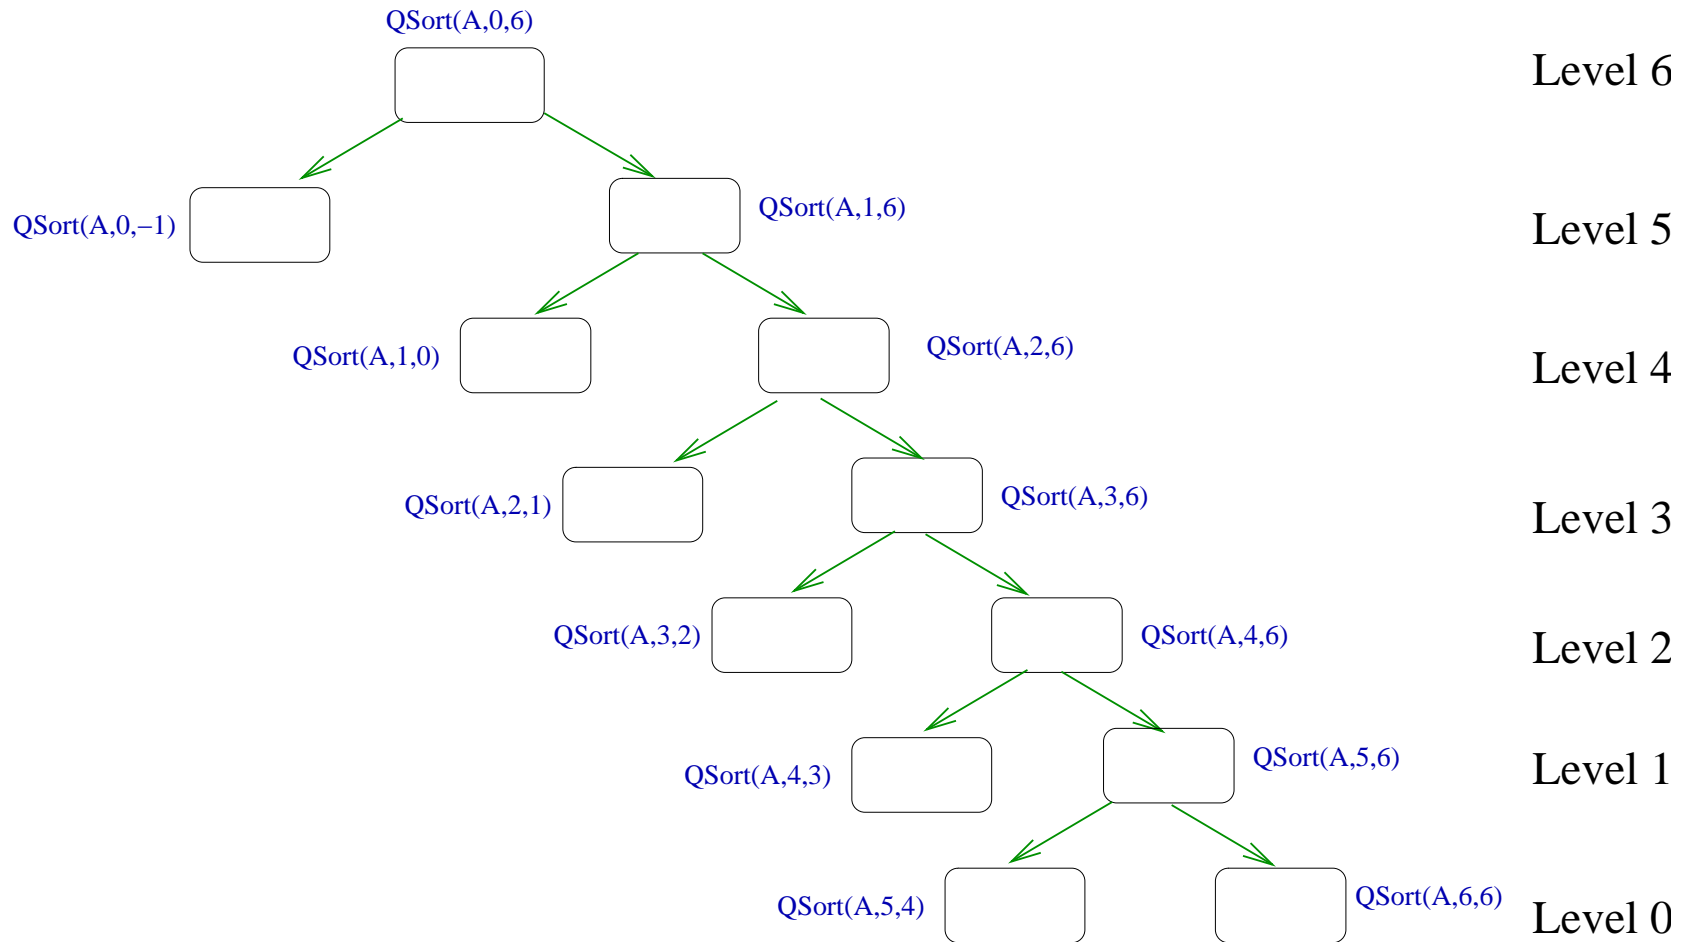 QSort(A,0,6)
Level 6
QSort(A,0,−1)
QSort(A,1,6)
Level 5
QSort(A,1,0)
QSort(A,2,6)
Level 4
QSort(A,2,1)
QSort(A,3,6)
Level 3
QSort(A,3,2)
QSort(A,4,6)
Level 2
QSort(A,4,3)
QSort(A,5,6)
Level 1
QSort(A,5,4)
QSort(A,6,6)
Level 0